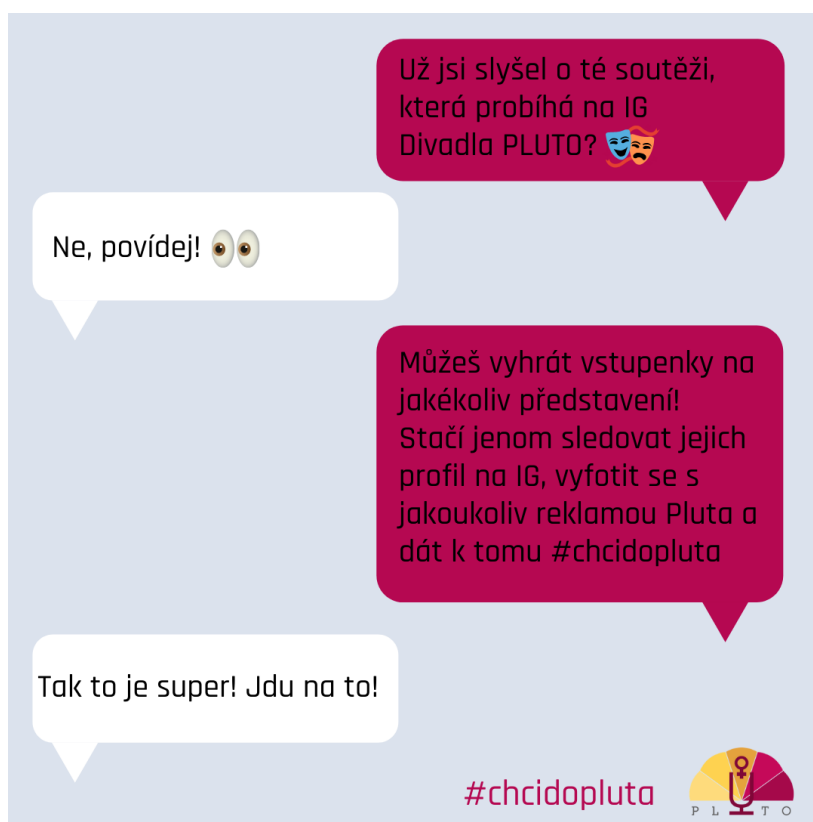 Už jsi slyšel o té soutěži,
která probíhá na IG
Divadla PLUTO? 🎭
Ne, povídej! 👀
Můžeš vyhrát vstupenky na
jakékoliv představení!
Stačí jenom sledovat jejich
profil na IG, vyfotit se s
jakoukoliv reklamou Pluta a
dát k tomu #chcidopluta
Tak to je super! Jdu na to!
#chcidopluta
PLUTO